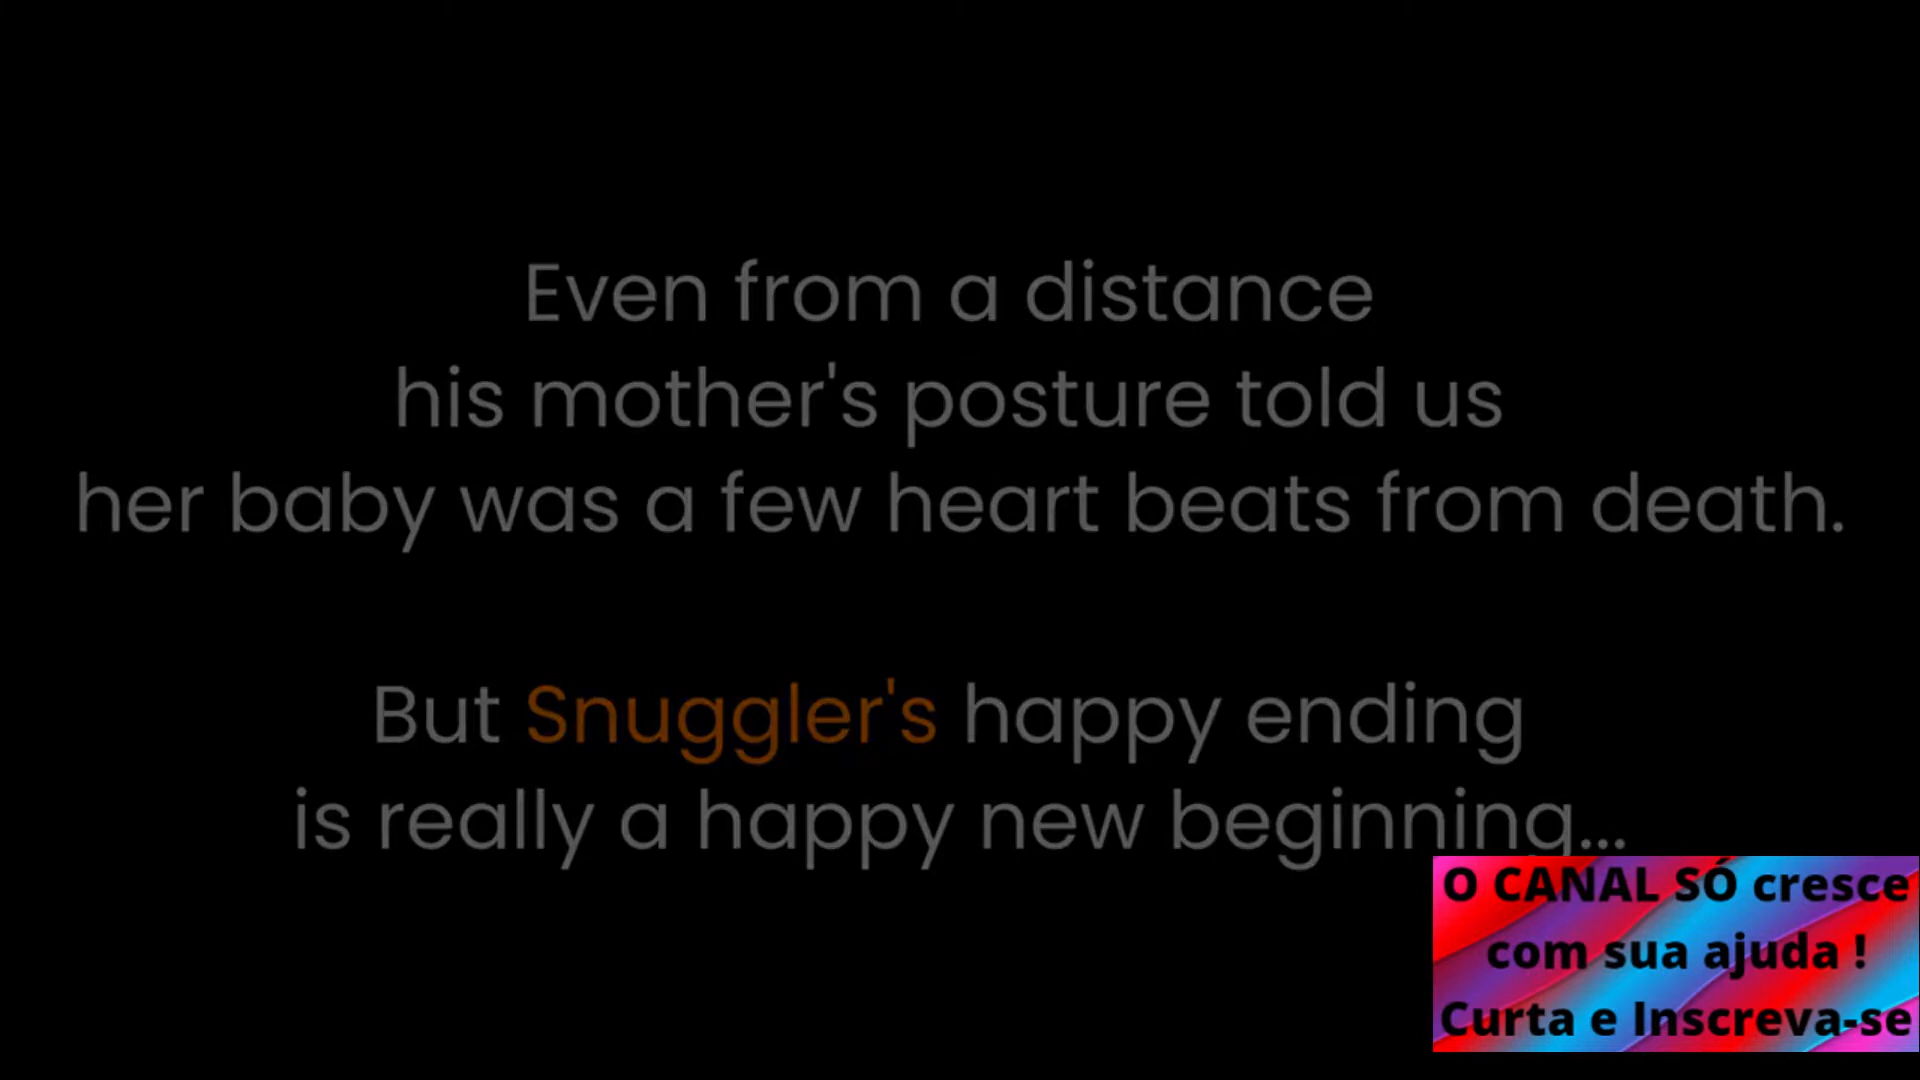 Even from a distance
his mother's posture told us
her baby was a few heart beats from death.
But Snuggler's happy ending
is really a happy new beginning...
O CANAL SÓ cresce
com sua ajuda !
Curta e Inscreva-se